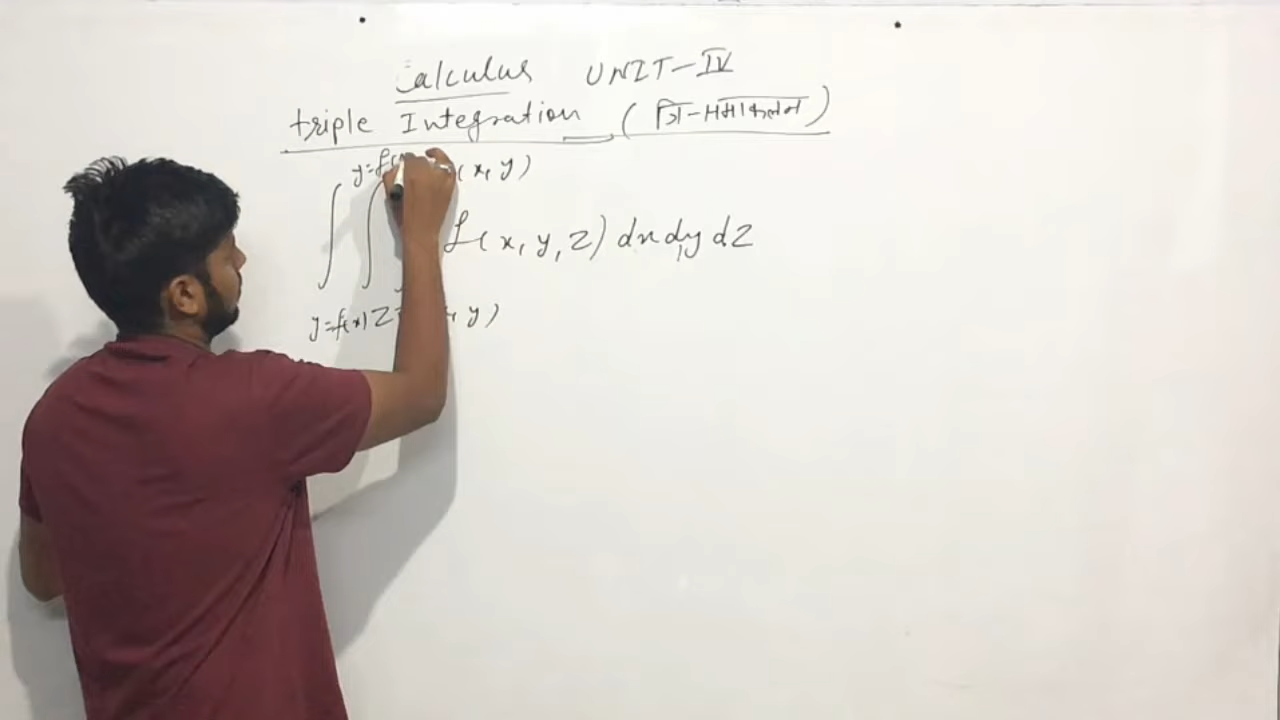 Calculus UNIT-IV
triple Integration (त्रि-समाकलन)
y=f(x (x, y)
∫ ∫ f(x, y, z) dx dy dz
y=f(x) z= , y)